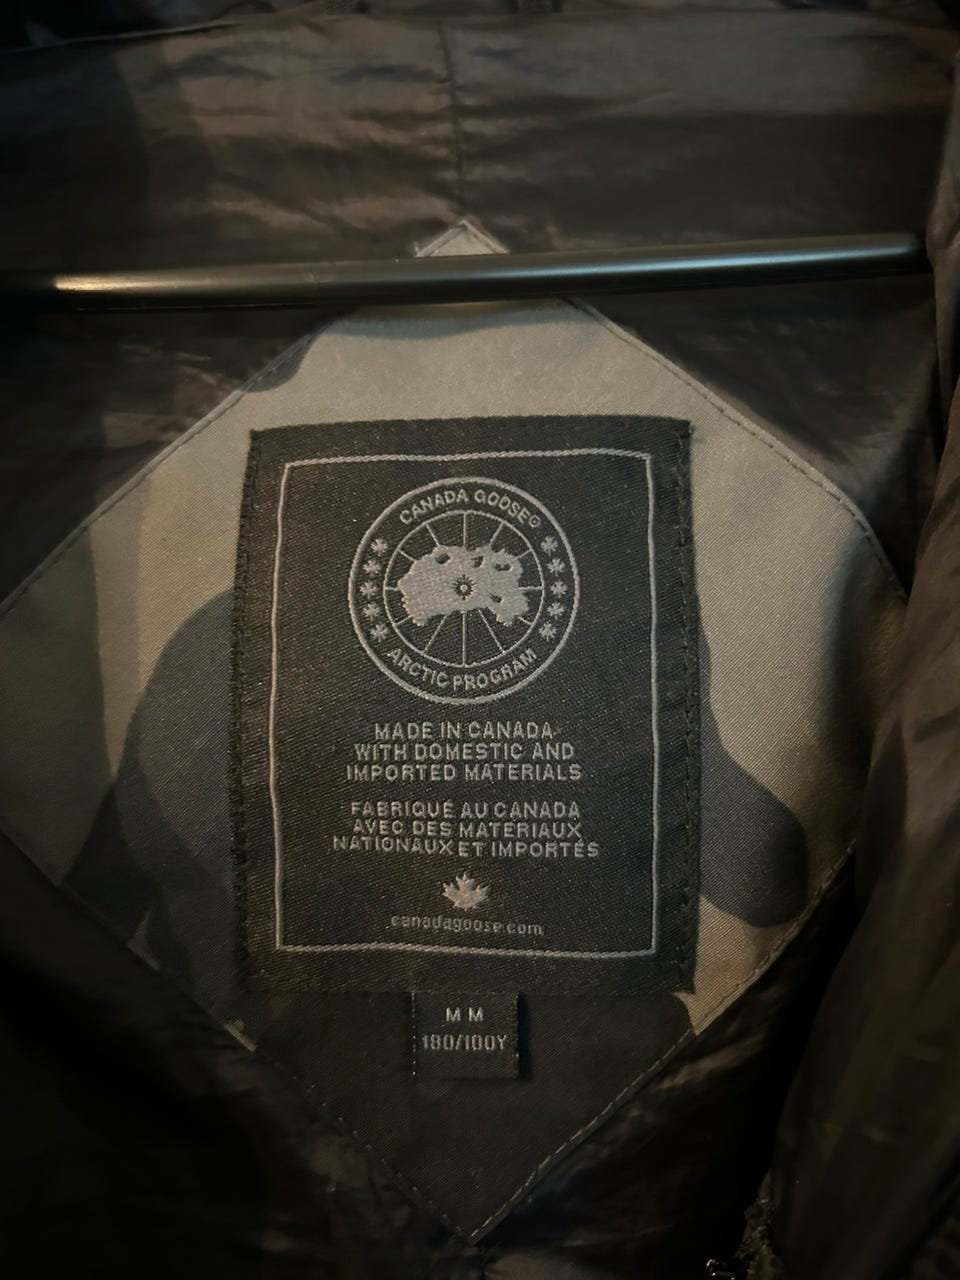 CANADA GOOSE®
ARCTIC PROGRAM
MADE IN CANADA
WITH DOMESTIC AND
IMPORTED MATERIALS
FABRIQUÉ AU CANADA
AVEC DES MATÉRIAUX
NATIONAUX ET IMPORTÉS
canadagoose.com
M M
180/100Y